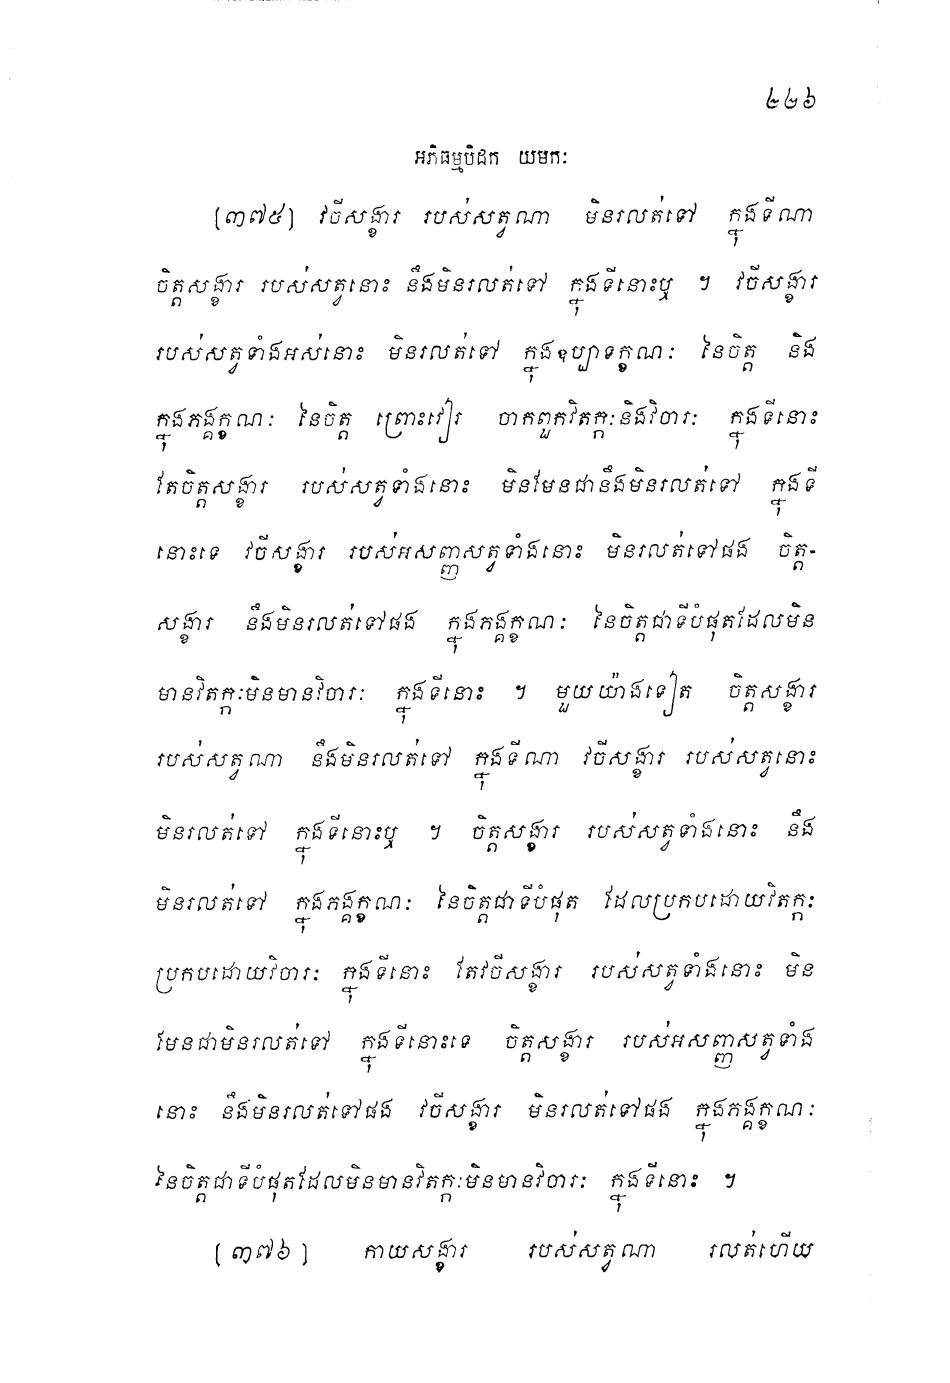 ២២៦
អភិធម្មបិដក យមកៈ
(៣៧៥) វចីសង្ខារ របស់សត្វណា មិនរលត់ទៅ ក្នុងទីណា
ចិត្តសង្ខារ របស់សត្វនោះ នឹងមិនរលត់ទៅ ក្នុងទីនោះឬ ។ វចីសង្ខារ
របស់សត្វទាំងអស់នោះ មិនរលត់ទៅ ក្នុងឧប្បាទក្ខណៈ នៃចិត្ត និង
ក្នុងភង្គក្ខណៈ នៃចិត្ត ព្រោះវៀរ ចាកពួកវិតក្កៈនិងវិចារៈ ក្នុងទីនោះ
តែចិត្តសង្ខារ របស់សត្វទាំងនោះ មិនមែនជានឹងមិនរលត់ទៅ ក្នុងទី
នោះទេ វចីសង្ខារ របស់អសញ្ញសត្វទាំងនោះ មិនរលត់ទៅផង ចិត្ត-
សង្ខារ នឹងមិនរលត់ទៅផង ក្នុងភង្គក្ខណៈ នៃចិត្តជាទីបំផុតដែលមិន
មានវិតក្កៈមិនមានវិចារៈ ក្នុងទីនោះ ។ មួយយ៉ាងទៀត ចិត្តសង្ខារ
របស់សត្វណា នឹងមិនរលត់ទៅ ក្នុងទីណា វចីសង្ខារ របស់សត្វនោះ
មិនរលត់ទៅ ក្នុងទីនោះឬ ។ ចិត្តសង្ខារ របស់សត្វទាំងនោះ នឹង
មិនរលត់ទៅ ក្នុងភង្គក្ខណៈ នៃចិត្តជាទីបំផុត ដែលប្រកបដោយវិតក្កៈ
ប្រកបដោយវិចារៈ ក្នុងទីនោះ តែវចីសង្ខារ របស់សត្វទាំងនោះ មិន
មែនជាមិនរលត់ទៅ ក្នុងទីនោះទេ ចិត្តសង្ខារ របស់អសញ្ញសត្វទាំង
នោះ នឹងមិនរលត់ទៅផង វចីសង្ខារ មិនរលត់ទៅផង ក្នុងភង្គក្ខណៈ
នៃចិត្តជាទីបំផុតដែលមិនមានវិតក្កៈមិនមានវិចារៈ ក្នុងទីនោះ ។
(៣៧៦) កាយសង្ខារ របស់សត្វណា រលត់ហើយ